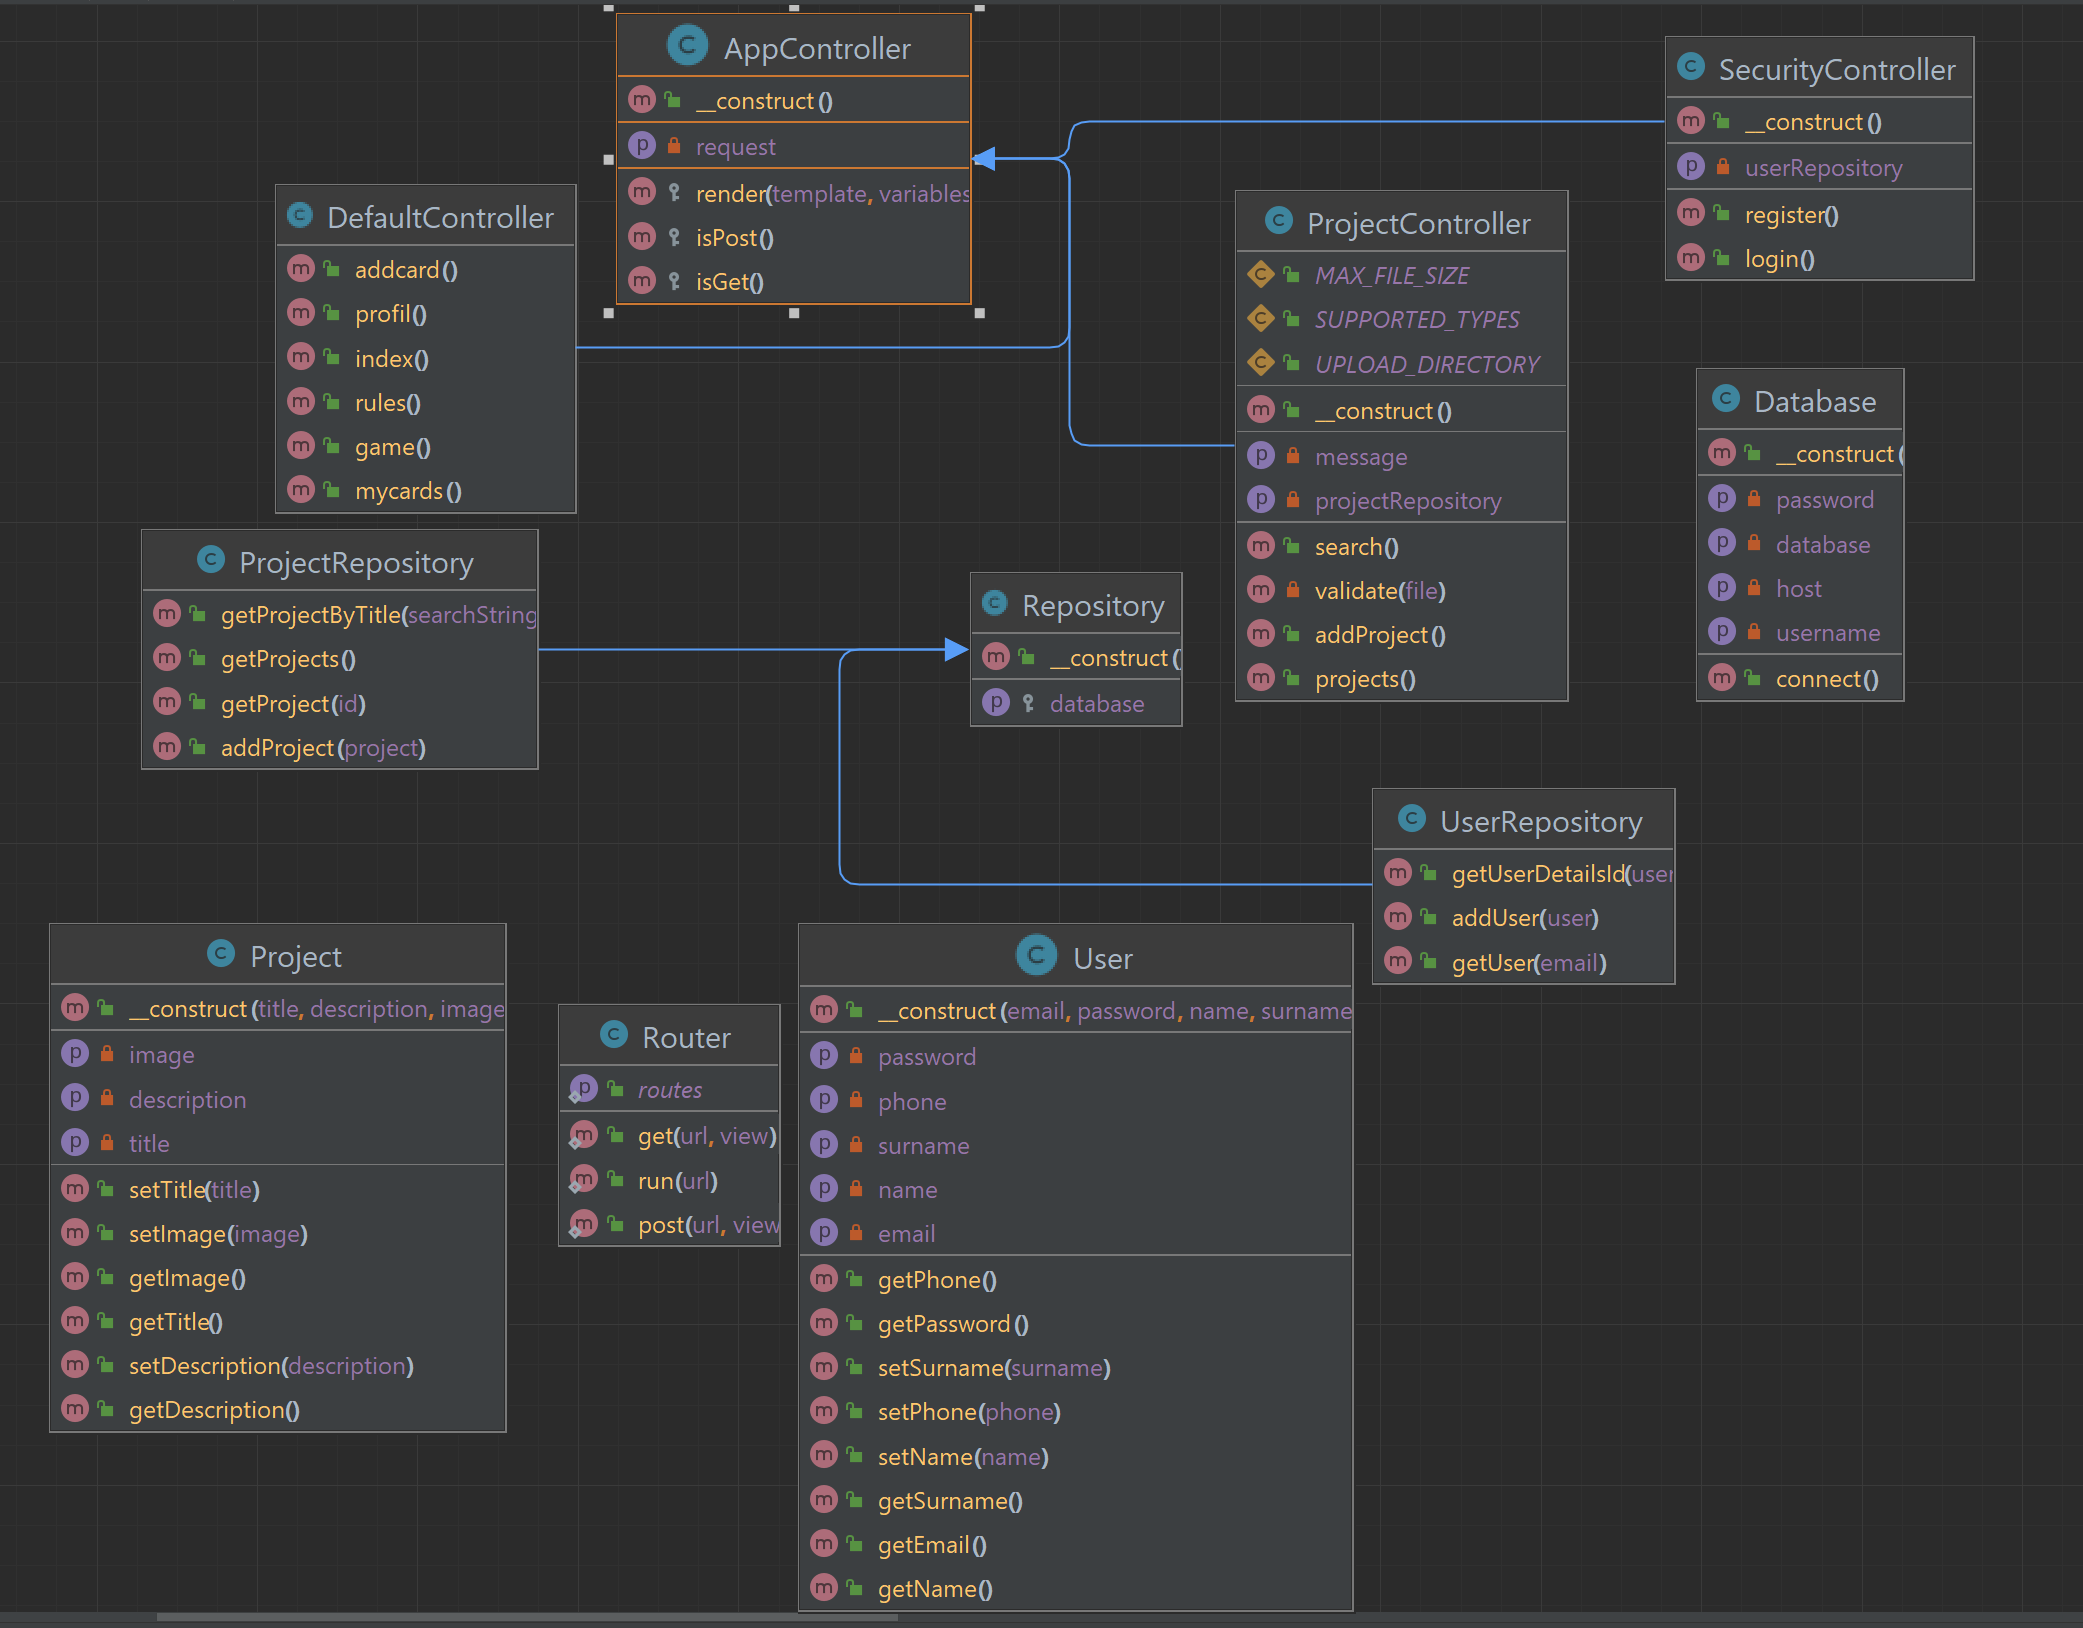 AppController
__construct()
request
render(template, variables
isPost()
isGet()
SecurityController
__construct()
userRepository
register()
login()
DefaultController
addcard()
profil()
index()
rules()
game()
mycards()
ProjectController
MAX_FILE_SIZE
SUPPORTED_TYPES
UPLOAD_DIRECTORY
__construct()
message
projectRepository
search()
validate(file)
addProject()
projects()
Database
__construct(
password
database
host
username
connect()
ProjectRepository
getProjectByTitle(searchString
getProjects()
getProject(id)
addProject(project)
Repository
__construct(
database
UserRepository
getUserDetailsId(user
addUser(user)
getUser(email)
Project
__construct(title, description, image
image
description
title
setTitle(title)
setImage(image)
getImage()
getTitle()
setDescription(description)
getDescription()
Router
routes
get(url, view)
run(url)
post(url, view
User
__construct(email, password, name, surname
password
phone
surname
name
email
getPhone()
getPassword()
setSurname(surname)
setPhone(phone)
setName(name)
getSurname()
getEmail()
getName()